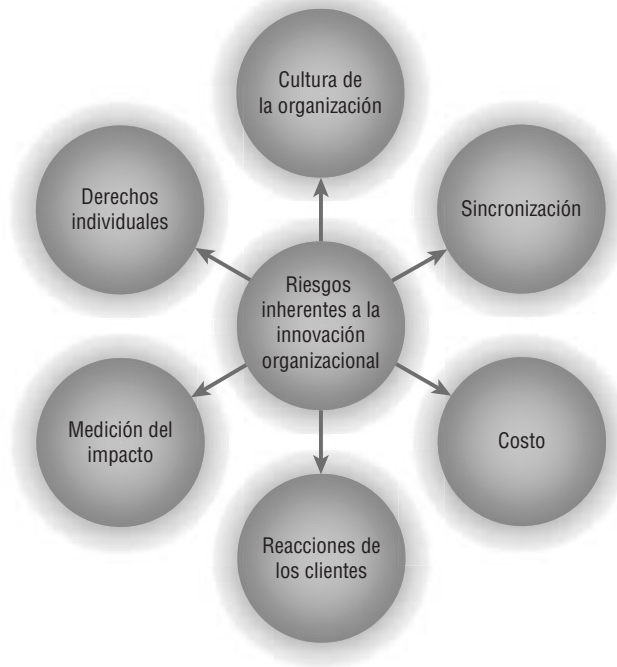 Cultura de
la organización
Derechos
individuales
Sincronización
Riesgos
inherentes a la
innovación
organizacional
Medición del
impacto
Costo
Reacciones de
los clientes